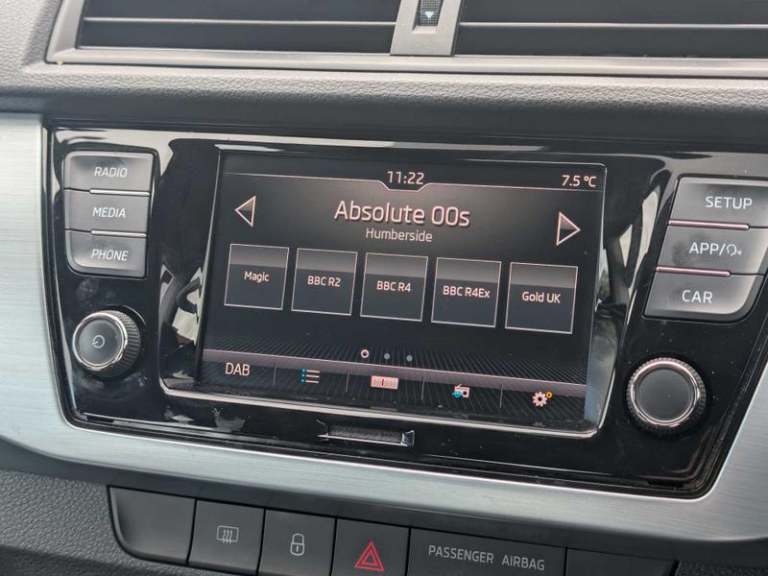 RADIO
MEDIA
PHONE
11:22
7.5 °C
Absolute 00s
Humberside
Magic
BBC R2
BBC R4
BBC R4Ex
Gold UK
DAB
SETUP
APP/
CAR
PASSENGER AIRBAG